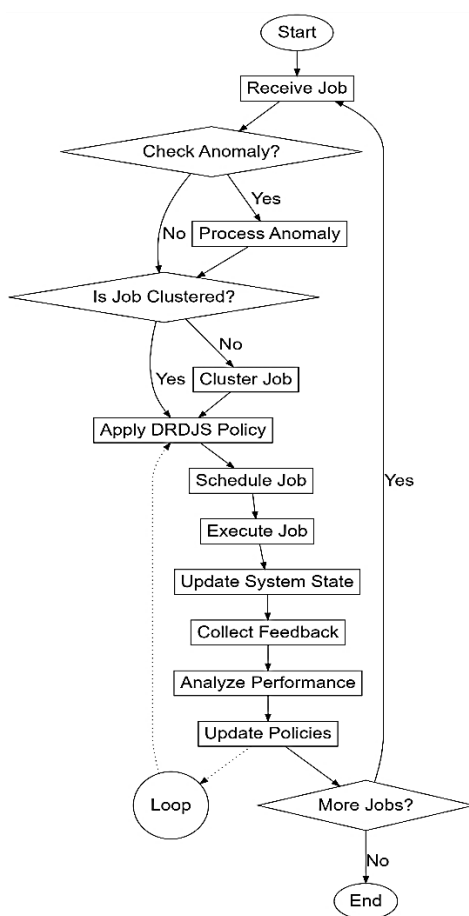 Start
Receive Job
Check Anomaly?
Yes
No
Process Anomaly
Is Job Clustered?
No
Yes
Cluster Job
Apply DRDJS Policy
Schedule Job
Yes
Execute Job
Update System State
Collect Feedback
Analyze Performance
Update Policies
Loop
More Jobs?
No
End